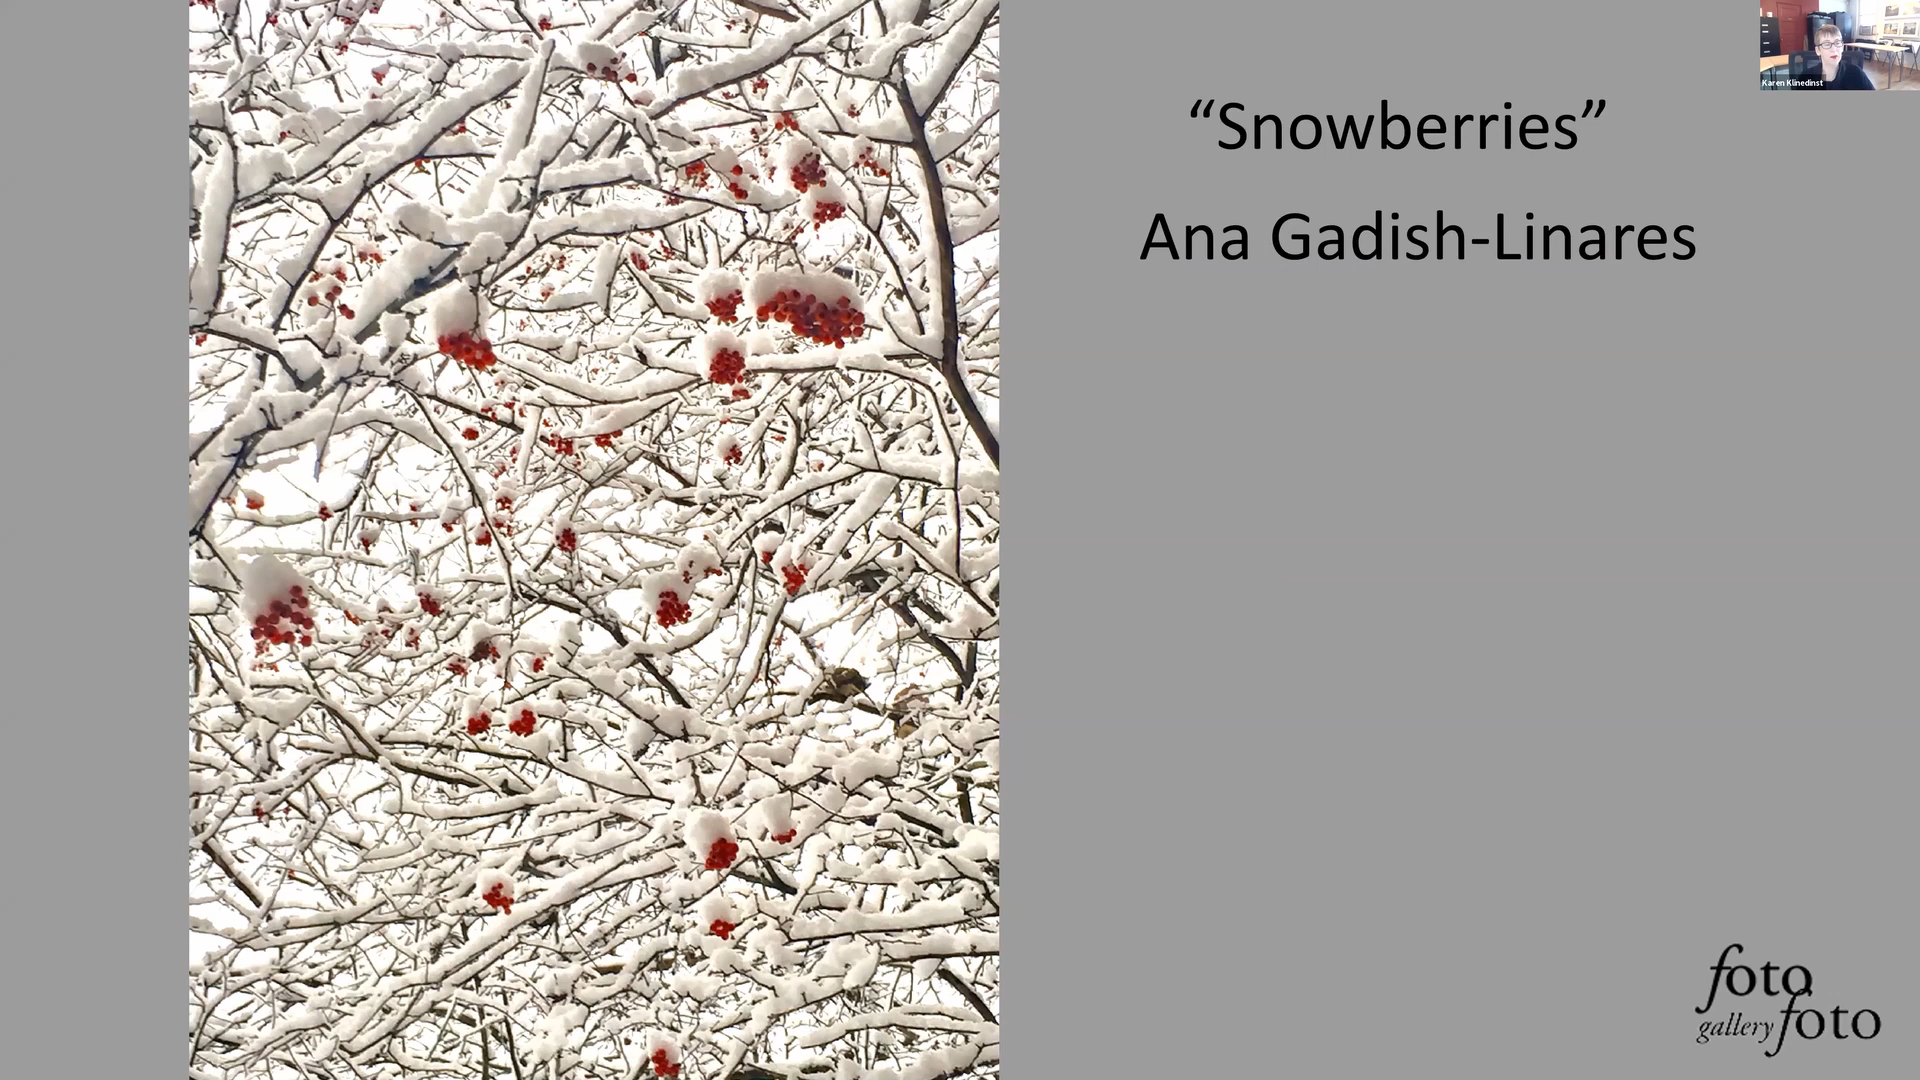 “Snowberries”
Ana Gadish-Linares
Karen Klinedinst
foto
gallery foto